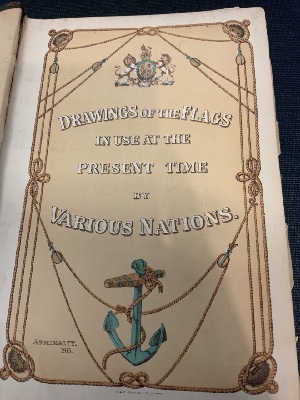 DRAWINGS OF THE FLAGS
IN USE AT THE
PRESENT TIME
BY
VARIOUS NATIONS.
ADMIRALTY,